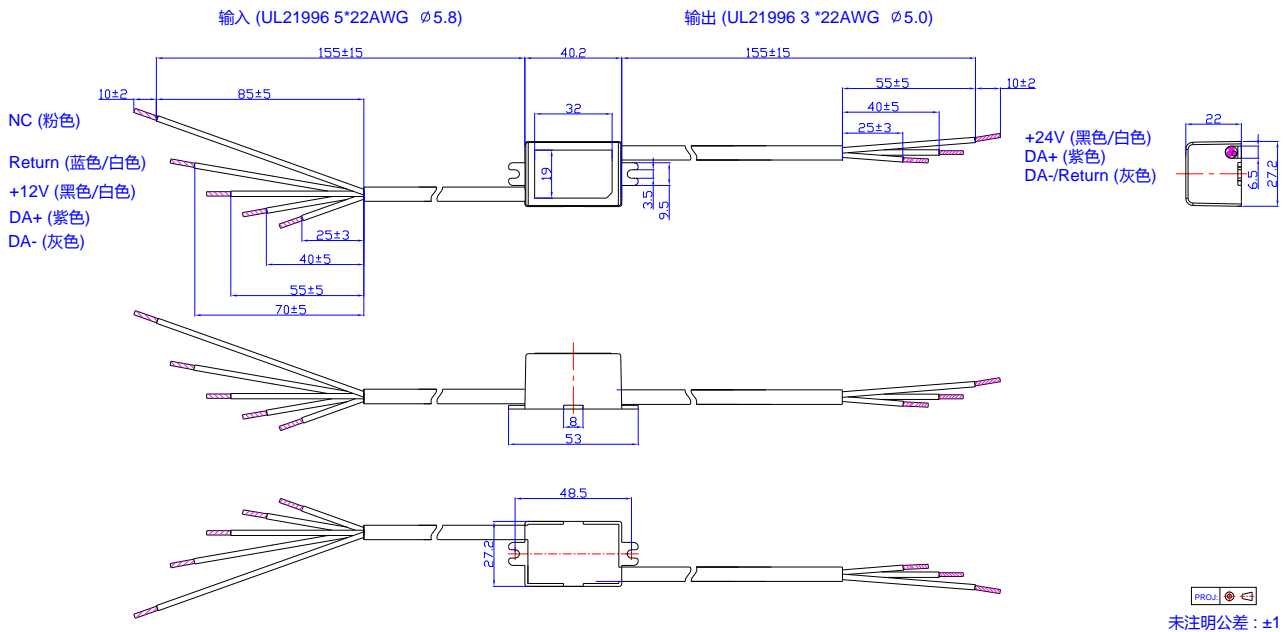 输入 (UL21996 5*22AWG ∅5.8)
输出 (UL21996 3 *22AWG ∅5.0)
155±15
40.2
155±15
10±2
85±5
55±5
10±2
32
40±5
25±3
22
NC (粉色)
Return (蓝色/白色)
+12V (黑色/白色)
DA+ (紫色)
DA- (灰色)
19
3.5
9.5
+24V (黑色/白色)
DA+ (紫色)
DA-/Return (灰色)
6.5
27.2
25±3
40±5
55±5
70±5
8
53
48.5
27.2
PROJ:
未注明公差 : ±1